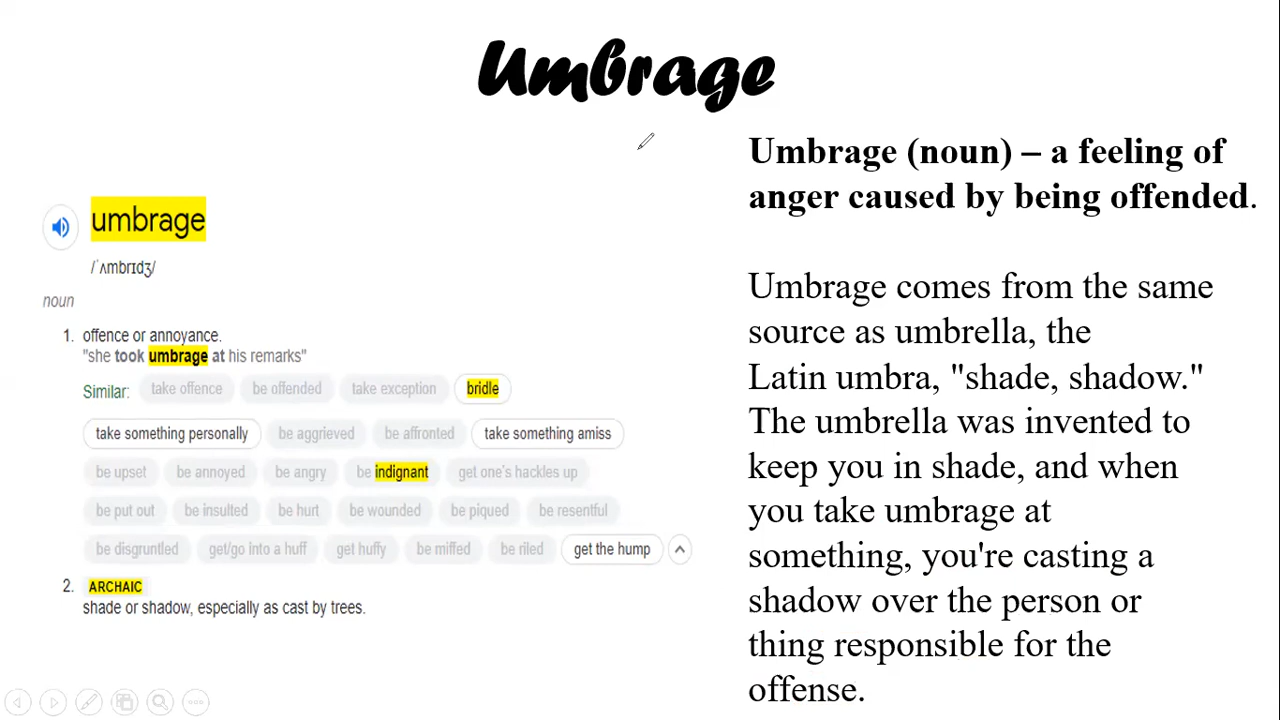 Umbrage
umbrage
/ˈʌmbrɪdʒ/
noun
1. offence or annoyance.
"she took umbrage at his remarks"
Similar: take offence be offended take exception bridle
take something personally be aggrieved be affronted take something amiss
be upset be annoyed be angry be indignant get one's hackles up
be put out be insulted be hurt be wounded be piqued be resentful
be disgruntled get/go into a huff get huffy be miffed be riled get the hump
2. ARCHAIC
shade or shadow, especially as cast by trees.
Umbrage (noun) – a feeling of
anger caused by being offended.
Umbrage comes from the same
source as umbrella, the
Latin umbra, "shade, shadow."
The umbrella was invented to
keep you in shade, and when
you take umbrage at
something, you're casting a
shadow over the person or
thing responsible for the
offense.